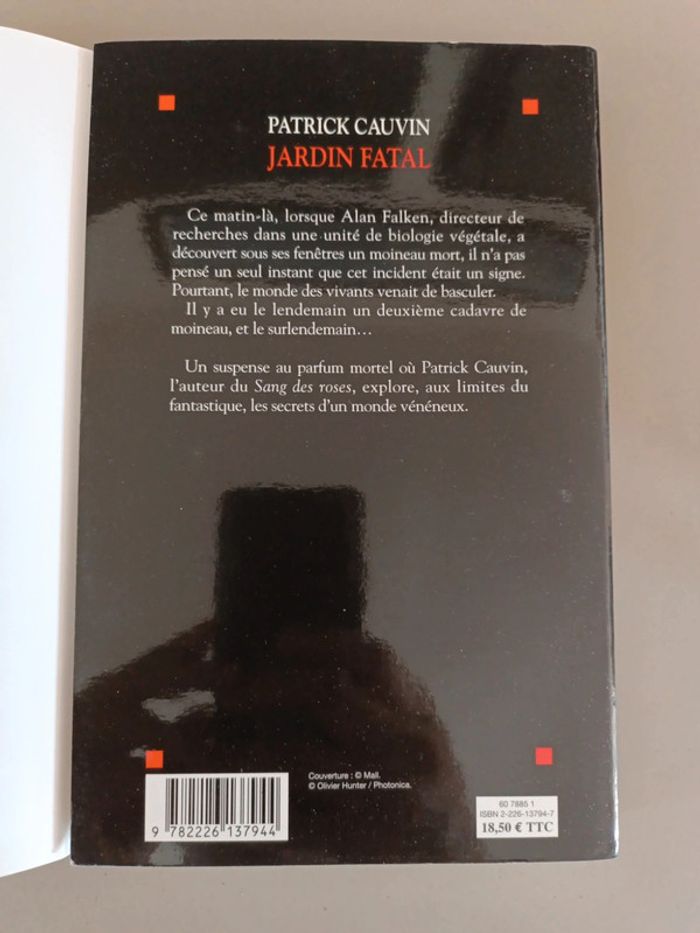 PATRICK CAUVIN
JARDIN FATAL
Ce matin-là, lorsque Alan Falken, directeur de
recherches dans une unité de biologie végétale, a
découvert sous ses fenêtres un moineau mort, il n'a pas
pensé un seul instant que cet incident était un signe.
Pourtant, le monde des vivants venait de basculer.
Il y a eu le lendemain un deuxième cadavre de
moineau, et le surlendemain…
Un suspense au parfum mortel où Patrick Cauvin,
l'auteur du Sang des roses, explore, aux limites du
fantastique, les secrets d'un monde vénéneux.
Couverture : © Mail.
© Olivier Hunter / Photonica.
9 782226 137944
60 7885 1
ISBN 2-226-13794-7
18,50 € TTC